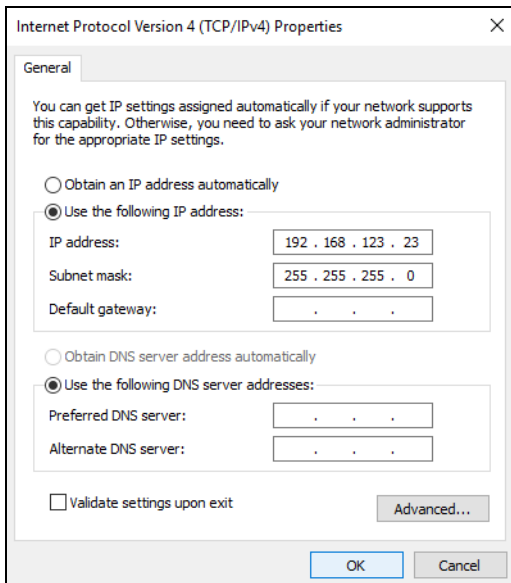 Internet Protocol Version 4 (TCP/IPv4) Properties
General
You can get IP settings assigned automatically if your network supports
this capability. Otherwise, you need to ask your network administrator
for the appropriate IP settings.
Obtain an IP address automatically
Use the following IP address:
IP address: 192 . 168 . 123 . 23
Subnet mask: 255 . 255 . 255 . 0
Default gateway: . . .
Obtain DNS server address automatically
Use the following DNS server addresses:
Preferred DNS server: . . .
Alternate DNS server: . . .
Validate settings upon exit
Advanced...
OK Cancel